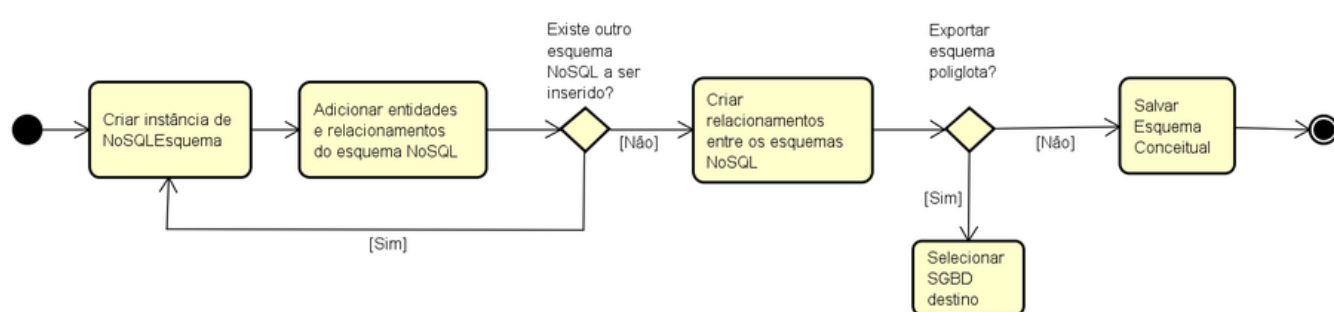 Criar instância de
NoSQLEsquema
Adicionar entidades
e relacionamentos
do esquema NoSQL
Existe outro
esquema
NoSQL a ser
inserido?
[Não]
[Sim]
Criar
relacionamentos
entre os esquemas
NoSQL
Exportar
esquema
poliglota?
[Não]
[Sim]
Salvar
Esquema
Conceitual
Selecionar
SGBD
destino